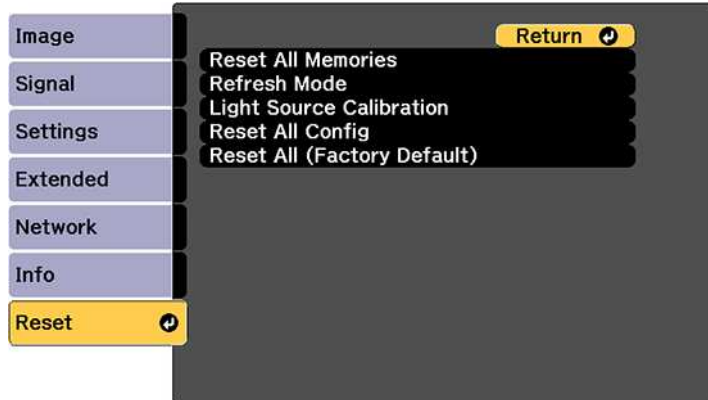 Image
Signal
Settings
Extended
Network
Info
Reset
Return
Reset All Memories
Refresh Mode
Light Source Calibration
Reset All Config
Reset All (Factory Default)